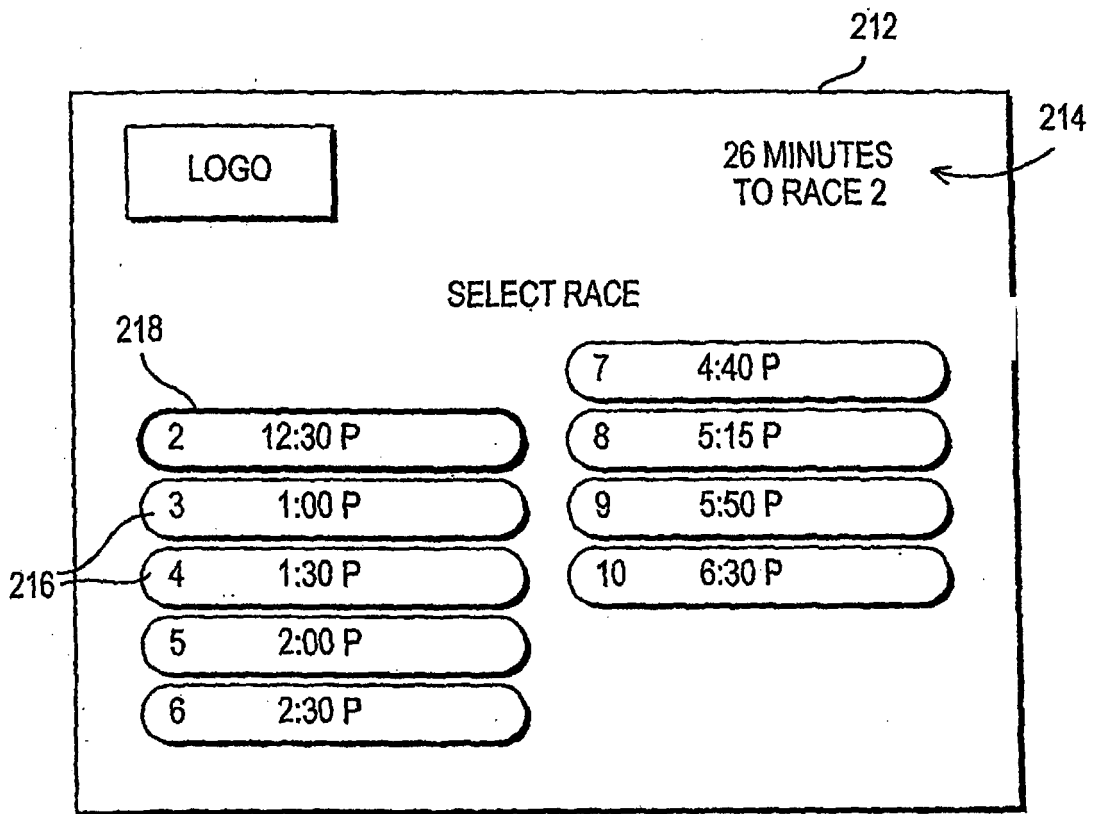 212
214
LOGO
26 MINUTES
TO RACE 2
SELECT RACE
218
2 12:30 P
3 1:00 P
4 1:30 P
5 2:00 P
6 2:30 P
216
7 4:40 P
8 5:15 P
9 5:50 P
10 6:30 P